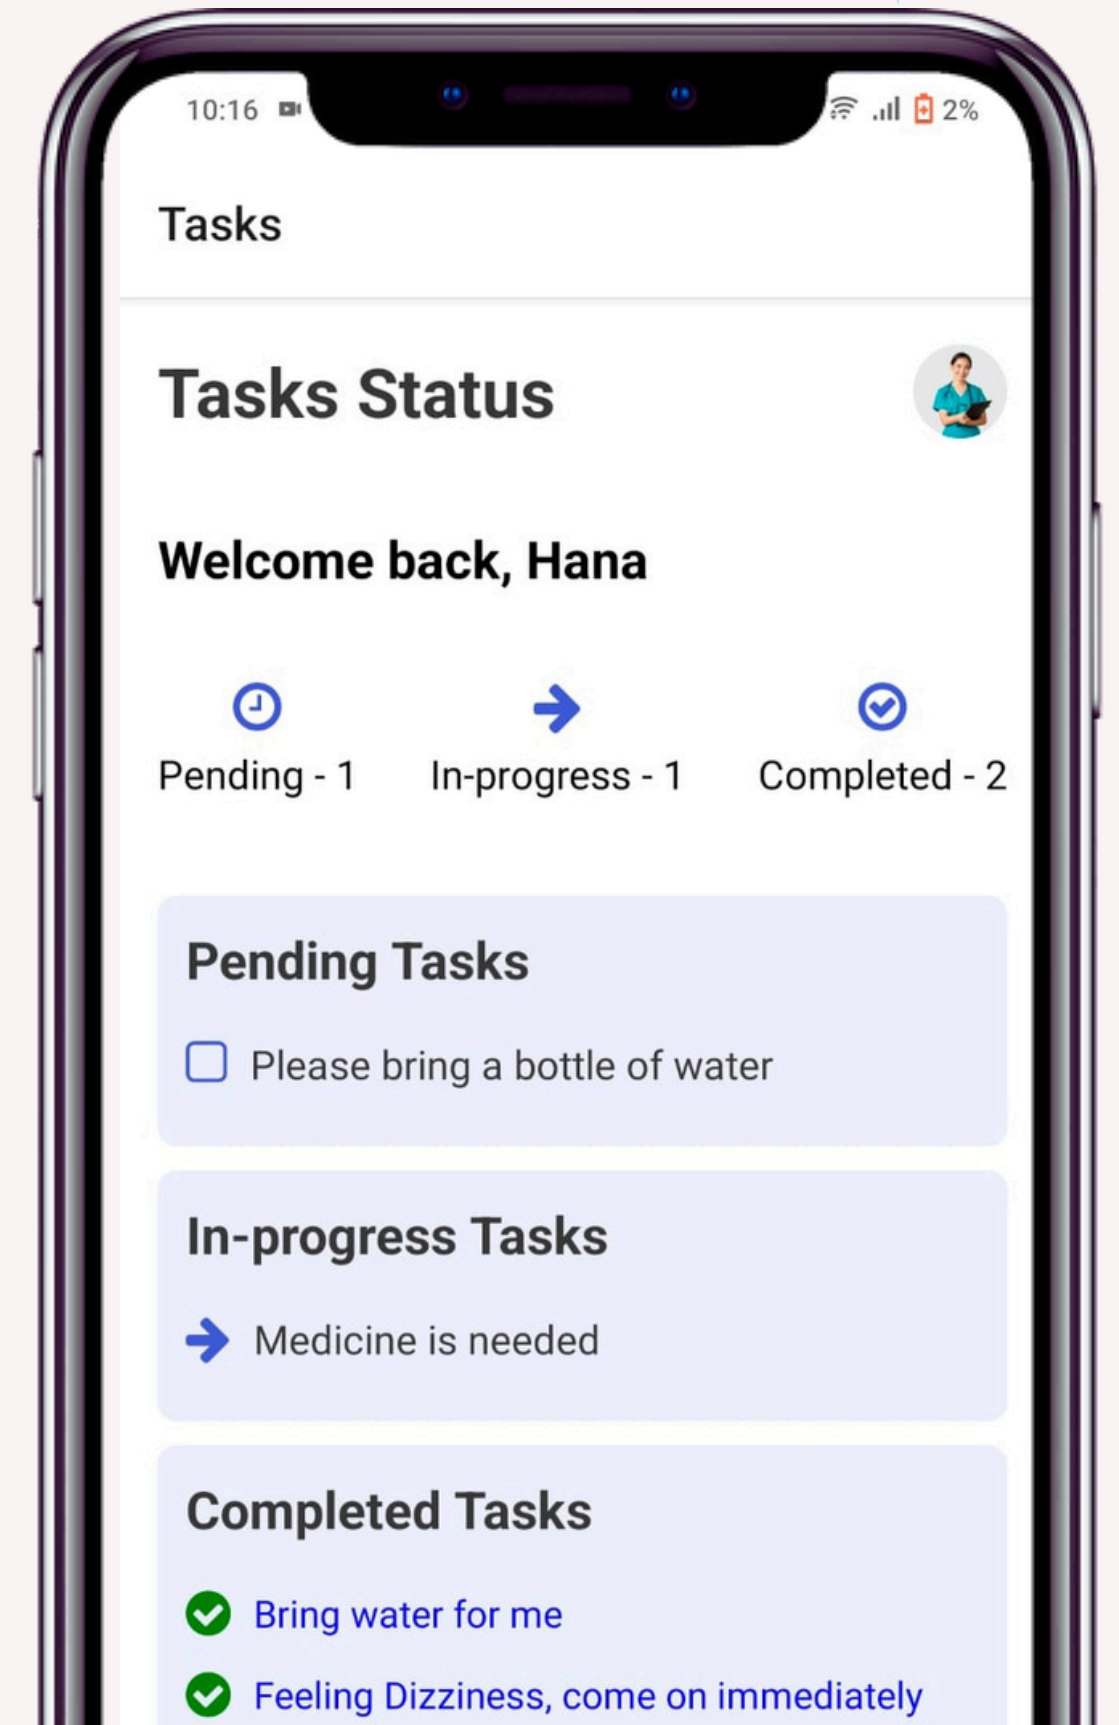 10:16 2%
Tasks
Tasks Status
Welcome back, Hana
Pending - 1 In-progress - 1 Completed - 2
Pending Tasks
Please bring a bottle of water
In-progress Tasks
Medicine is needed
Completed Tasks
Bring water for me
Feeling Dizziness, come on immediately